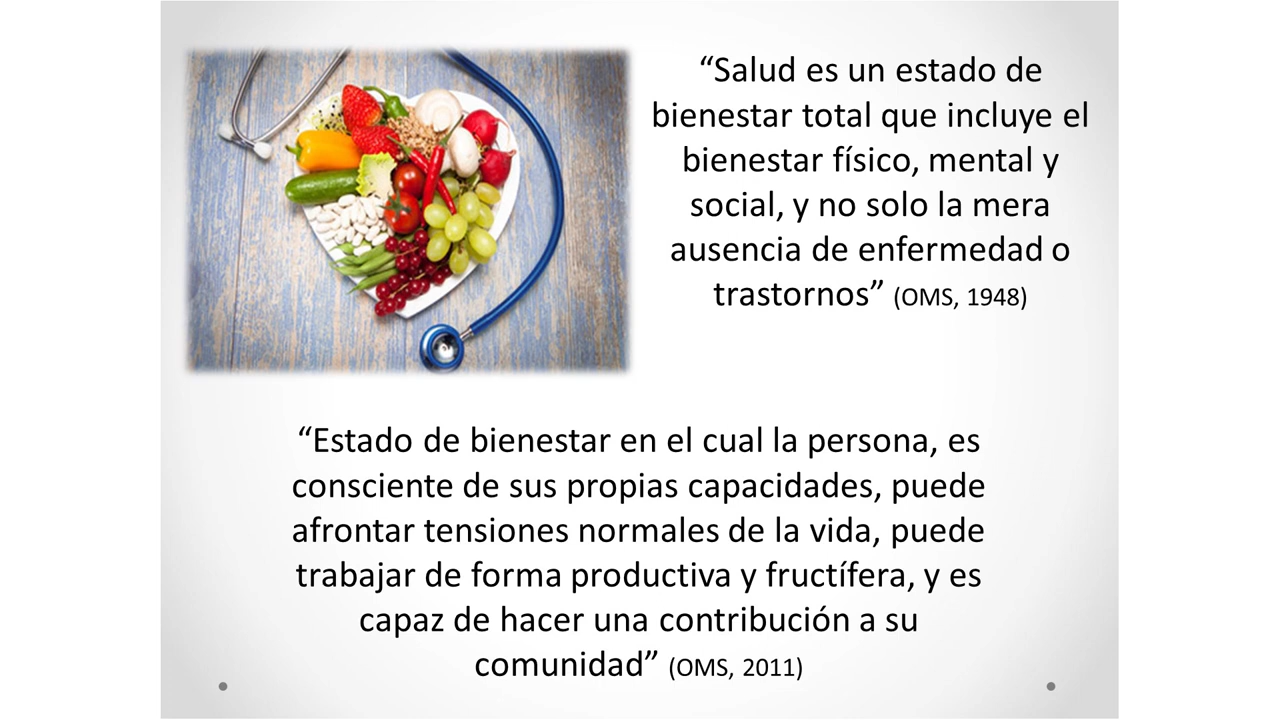 “Salud es un estado de
bienestar total que incluye el
bienestar físico, mental y
social, y no solo la mera
ausencia de enfermedad o
trastornos” (OMS, 1948)
“Estado de bienestar en el cual la persona, es
consciente de sus propias capacidades, puede
afrontar tensiones normales de la vida, puede
trabajar de forma productiva y fructífera, y es
capaz de hacer una contribución a su
comunidad” (OMS, 2011)